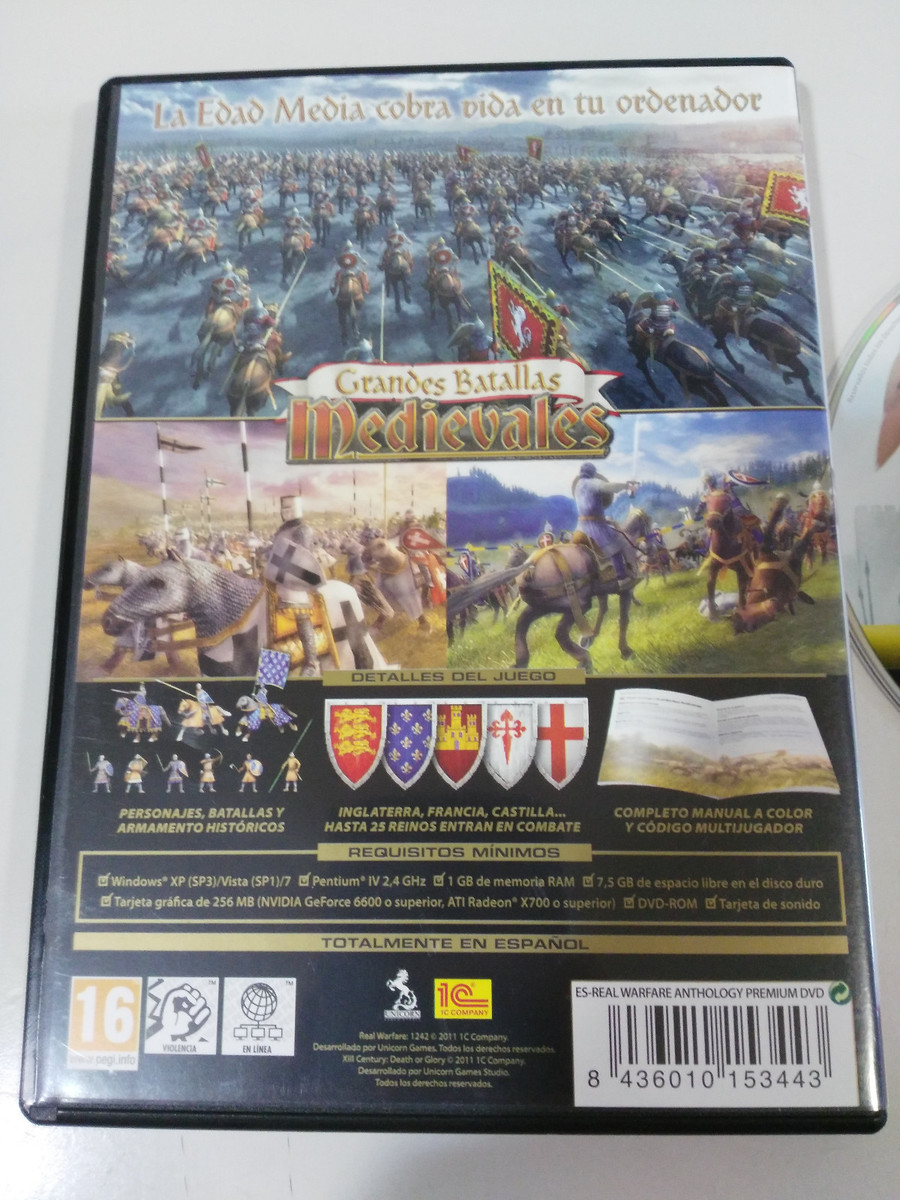 La Edad Media cobra vida en tu ordenador
Grandes Batallas
Medievales
DETALLES DEL JUEGO
PERSONAJES, BATALLAS Y
ARMAMENTO HISTÓRICOS
INGLATERRA, FRANCIA, CASTILLA...
HASTA 25 REINOS ENTRAN EN COMBATE
COMPLETO MANUAL A COLOR
Y CÓDIGO MULTIJUGADOR
REQUISITOS MÍNIMOS
Windows® XP (SP3)/Vista (SP1)/7 Pentium® IV 2,4 GHz 1 GB de memoria RAM 7,5 GB de espacio libre en el disco duro
Tarjeta gráfica de 256 MB (NVIDIA GeForce 6600 o superior, ATI Radeon® X700 o superior) DVD-ROM Tarjeta de sonido
TOTALMENTE EN ESPAÑOL
16
www.pegi.info
VIOLENCIA
™
EN LÍNEA
™
UNICORN
1C
1C COMPANY
Real Warfare: 1242 © 2011 1C Company.
Desarrollado por Unicorn Games. Todos los derechos reservados.
XIII Century: Death or Glory © 2011 1C Company.
Desarrollado por Unicorn Games Studio.
Todos los derechos reservados.
ES-REAL WARFARE ANTHOLOGY PREMIUM DVD
8 436010 153443